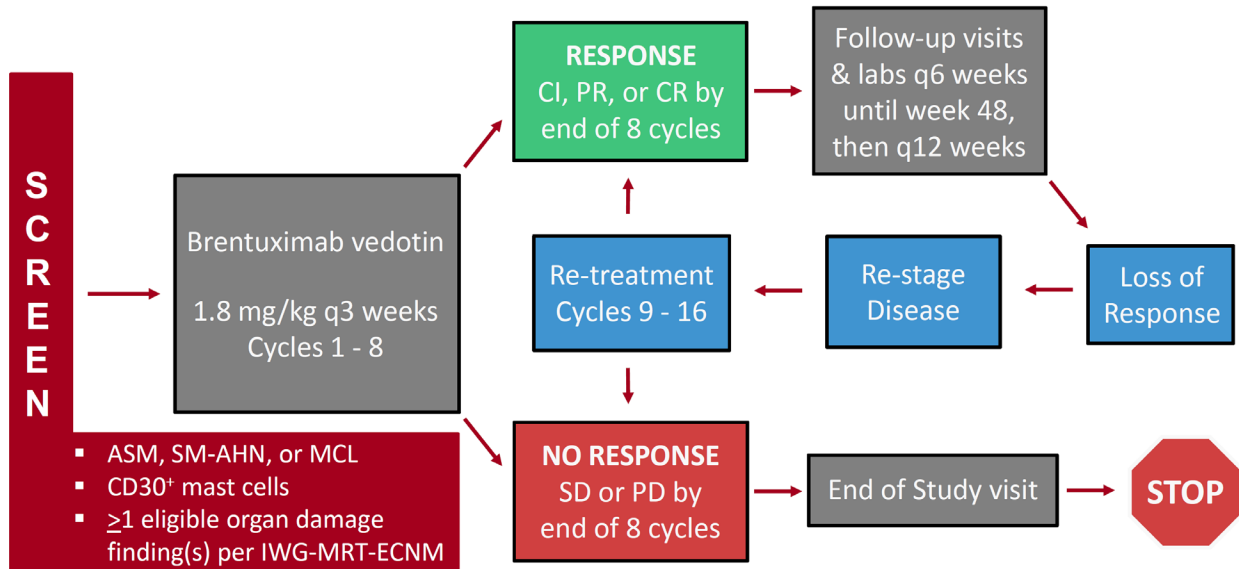 SCREEN
▪ ASM, SM-AHN, or MCL
▪ CD30⁺ mast cells
▪ ≥1 eligible organ damage
finding(s) per IWG-MRT-ECNM
Brentuximab vedotin
1.8 mg/kg q3 weeks
Cycles 1 - 8
RESPONSE
CI, PR, or CR by
end of 8 cycles
Follow-up visits
& labs q6 weeks
until week 48,
then q12 weeks
Loss of
Response
Re-stage
Disease
Re-treatment
Cycles 9 - 16
NO RESPONSE
SD or PD by
end of 8 cycles
End of Study visit
STOP